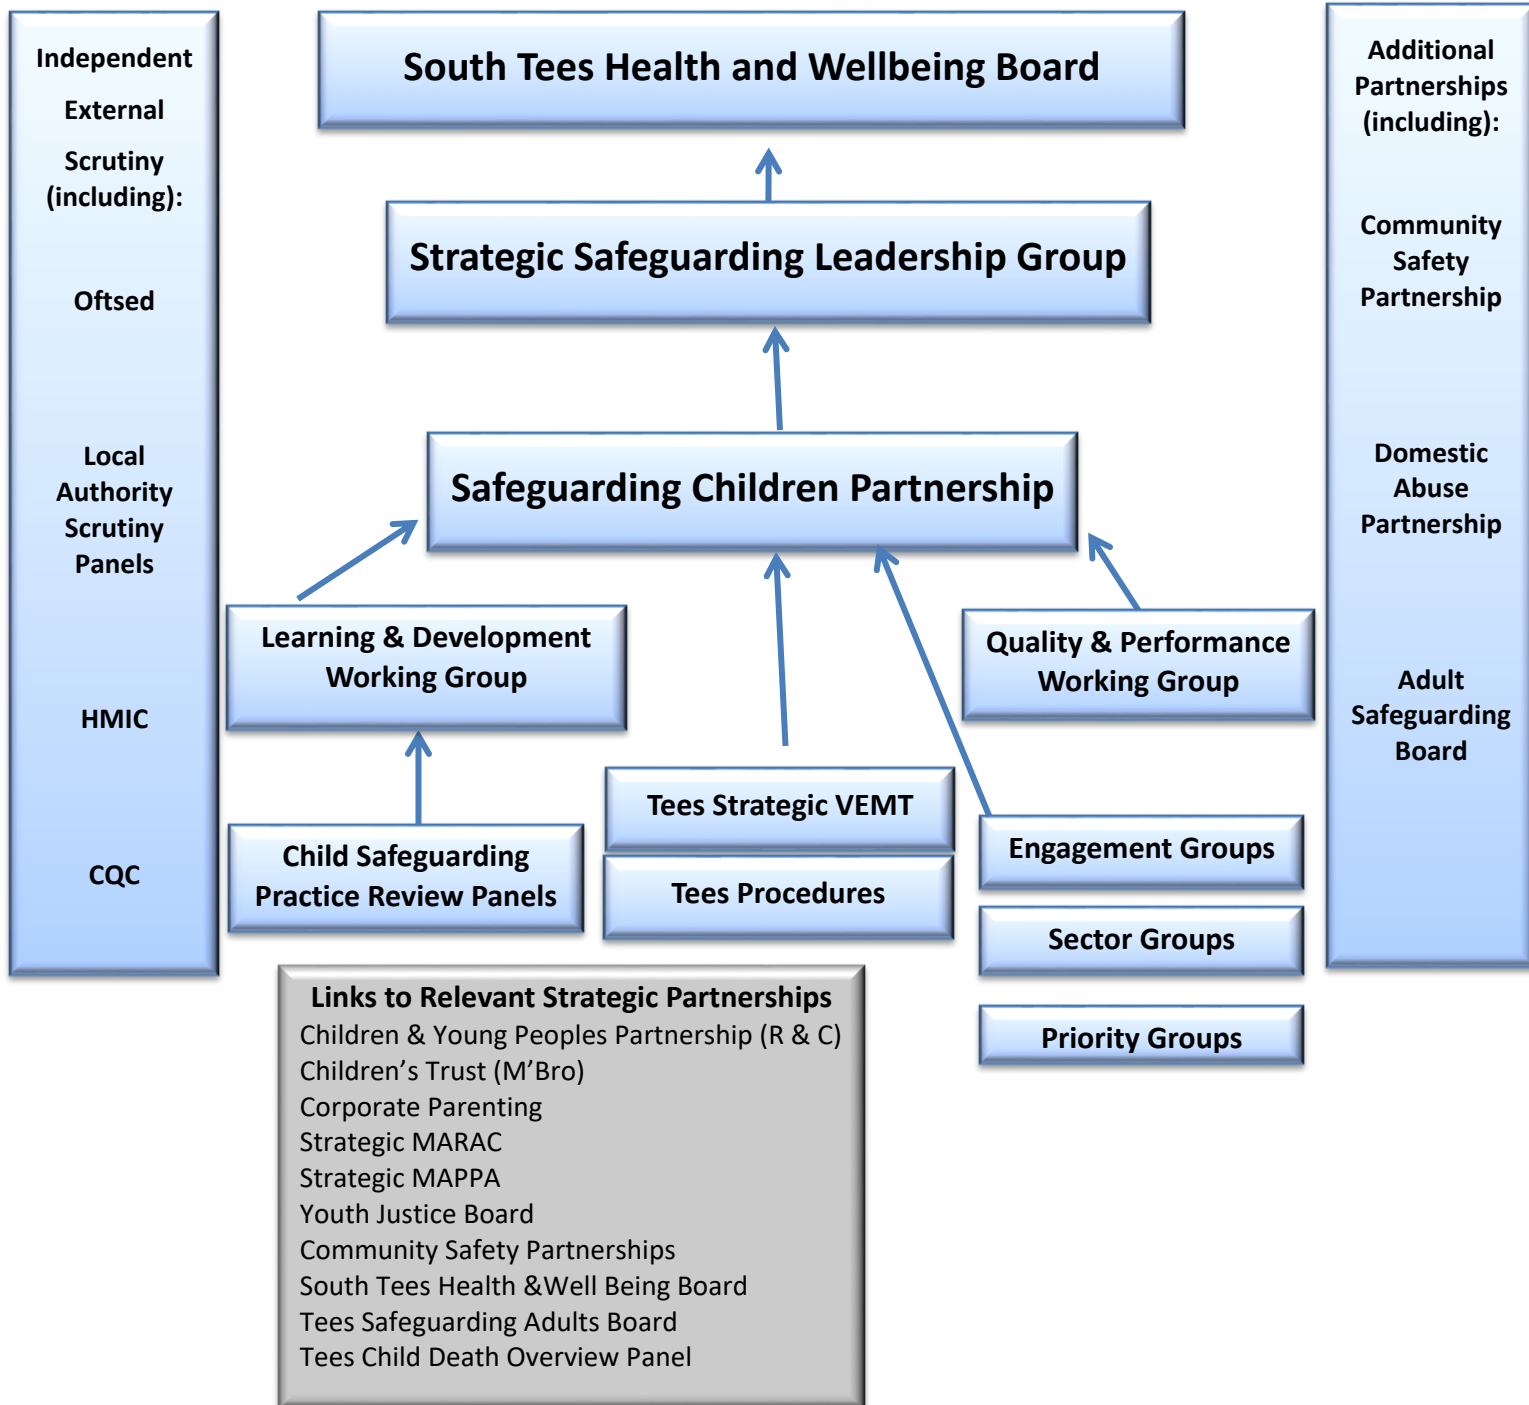 Independent
External
Scrutiny
(including):
Oftsed
Local
Authority
Scrutiny
Panels
HMIC
CQC
South Tees Health and Wellbeing Board
Strategic Safeguarding Leadership Group
Safeguarding Children Partnership
Learning & Development
Working Group
Quality & Performance
Working Group
Child Safeguarding
Practice Review Panels
Tees Strategic VEMT
Tees Procedures
Engagement Groups
Sector Groups
Priority Groups
Links to Relevant Strategic Partnerships
Children & Young Peoples Partnership (R & C)
Children’s Trust (M’Bro)
Corporate Parenting
Strategic MARAC
Strategic MAPPA
Youth Justice Board
Community Safety Partnerships
South Tees Health &Well Being Board
Tees Safeguarding Adults Board
Tees Child Death Overview Panel
Additional
Partnerships
(including):
Community
Safety
Partnership
Domestic
Abuse
Partnership
Adult
Safeguarding
Board